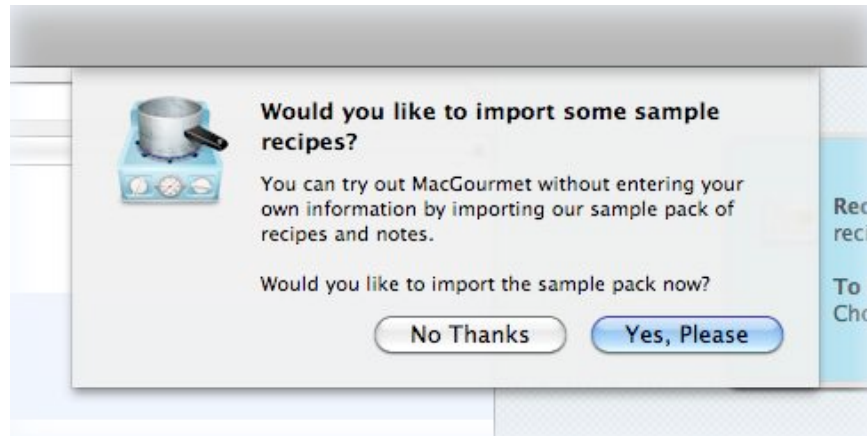 Would you like to import some sample
recipes?
You can try out MacGourmet without entering your
own information by importing our sample pack of
recipes and notes.
Would you like to import the sample pack now?
No Thanks
Yes, Please
To